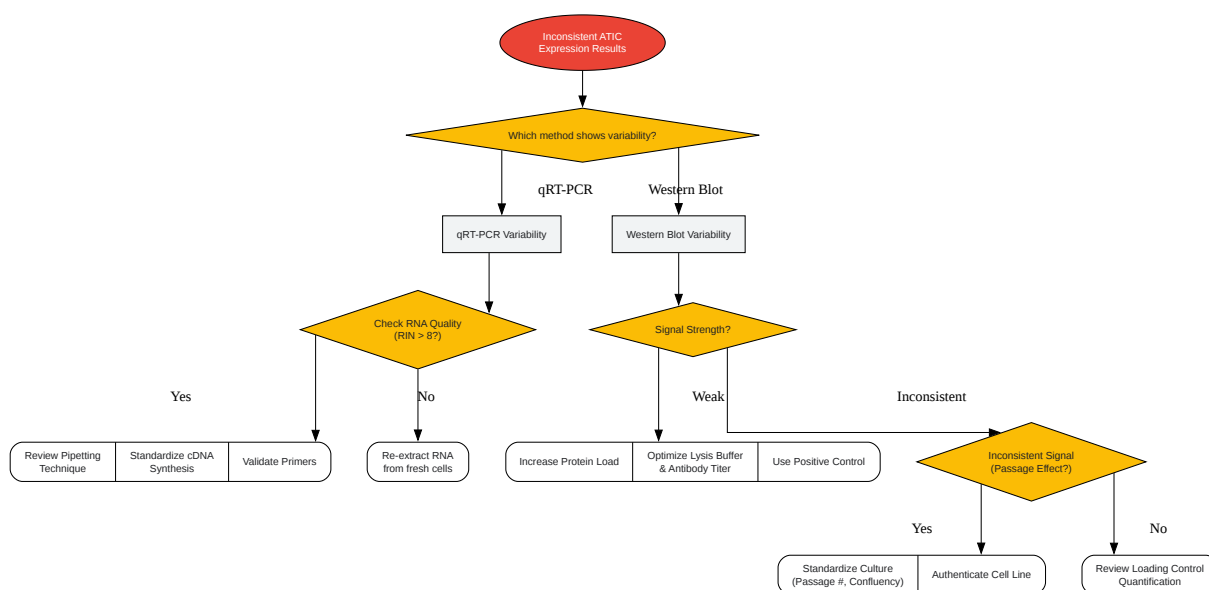 Inconsistent ATIC
Expression Results
Which method shows variability?
qRT-PCR
Western Blot
qRT-PCR Variability
Western Blot Variability
Check RNA Quality
(RIN > 8?)
Signal Strength?
Yes
No
Weak
Inconsistent
Review Pipetting
Technique
Standardize cDNA
Synthesis
Validate Primers
Re-extract RNA
from fresh cells
Increase Protein Load
Optimize Lysis Buffer
& Antibody Titer
Use Positive Control
Inconsistent Signal
(Passage Effect?)
Yes
No
Standardize Culture
(Passage #, Confluency)
Authenticate Cell Line
Review Loading Control
Quantification